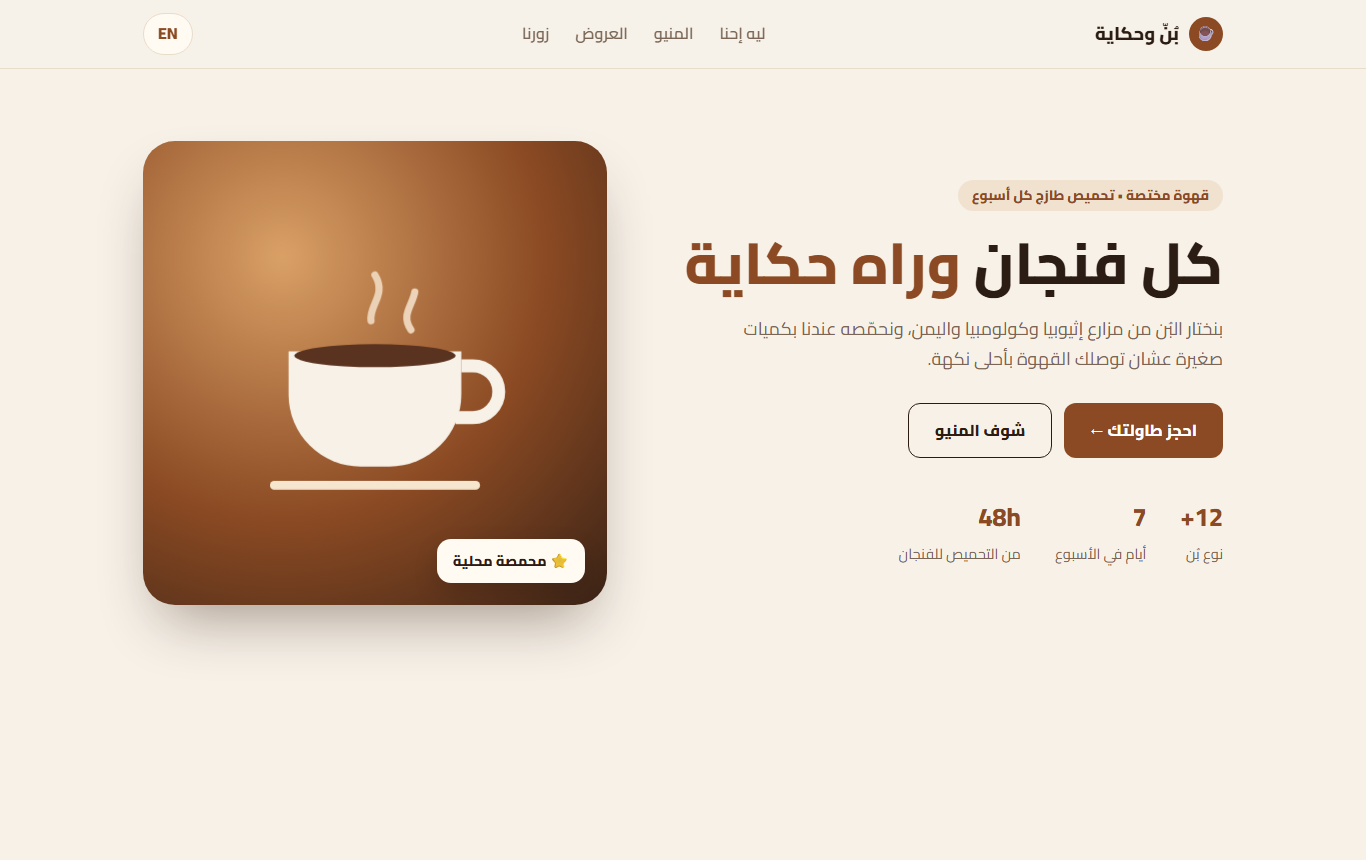 بُنّ وحكاية
ليه إحنا
المنيو
العروض
زورنا
EN
قهوة مختصة • تحميص طازج كل أسبوع
كل فنجان وراه حكاية
بنختار البُن من مزارع إثيوبيا وكولومبيا واليمن، ونحمّصه عندنا بكميات
صغيرة عشان توصلك القهوة بأحلى نكهة.
احجز طاولتك ←
شوف المنيو
+12
نوع بُن
7
أيام في الأسبوع
48h
من التحميص للفنجان
⭐ محمصة محلية